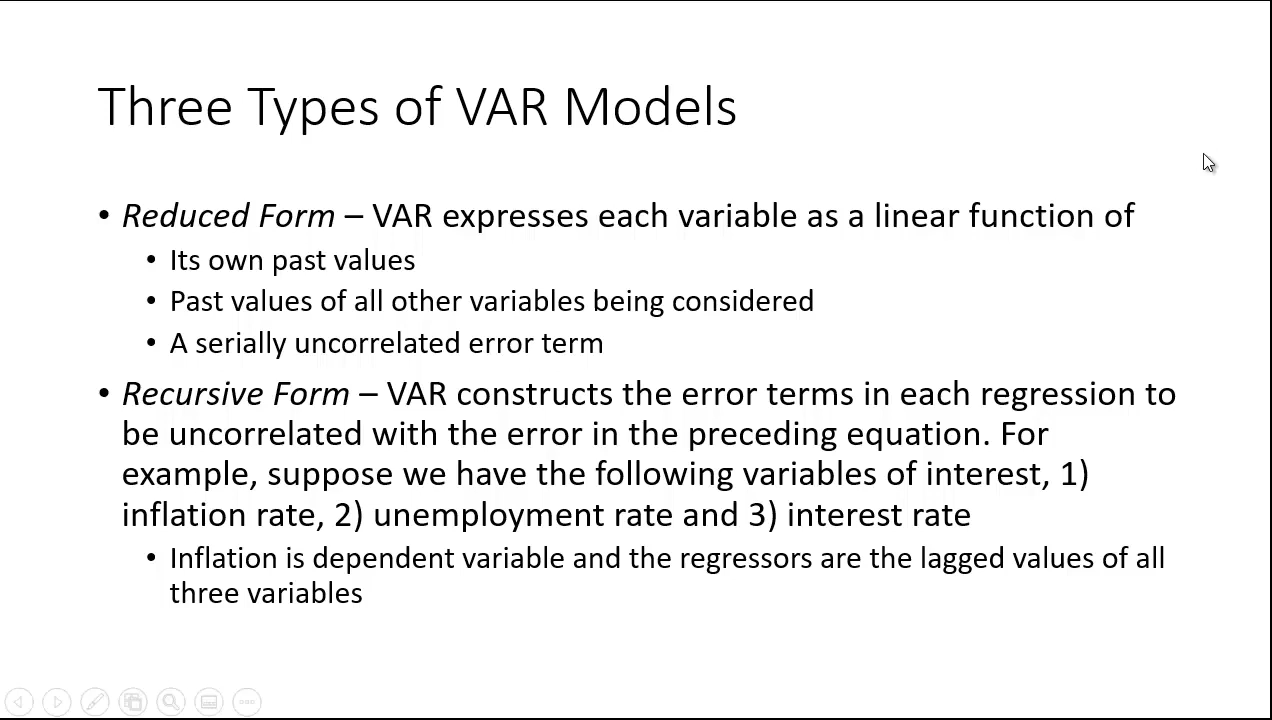 Three Types of VAR Models
• Reduced Form – VAR expresses each variable as a linear function of
• Its own past values
• Past values of all other variables being considered
• A serially uncorrelated error term
• Recursive Form – VAR constructs the error terms in each regression to
be uncorrelated with the error in the preceding equation. For
example, suppose we have the following variables of interest, 1)
inflation rate, 2) unemployment rate and 3) interest rate
• Inflation is dependent variable and the regressors are the lagged values of all
three variables